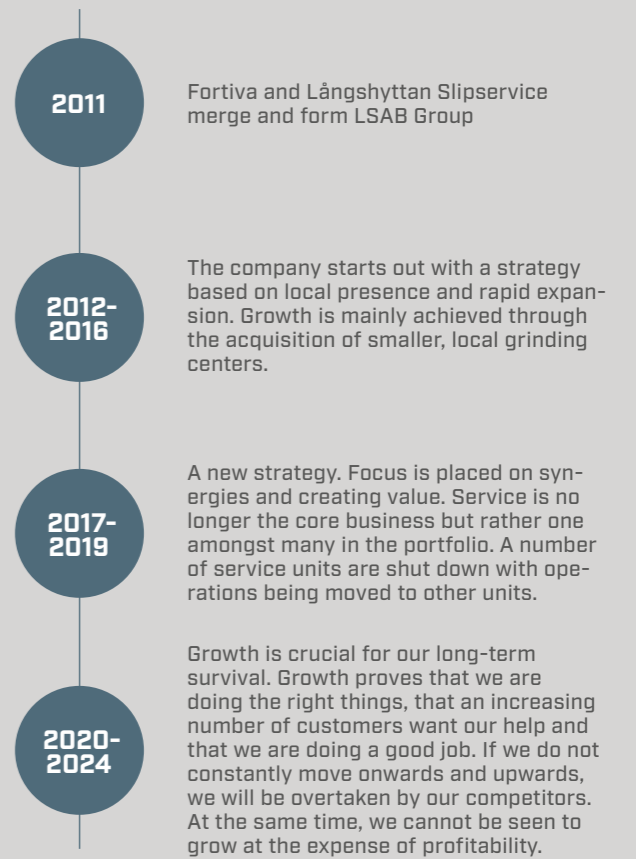 2011
Fortiva and Långshyttan Slipservice
merge and form LSAB Group
2012-
2016
The company starts out with a strategy
based on local presence and rapid expan-
sion. Growth is mainly achieved through
the acquisition of smaller, local grinding
centers.
2017-
2019
A new strategy. Focus is placed on syn-
ergies and creating value. Service is no
longer the core business but rather one
amongst many in the portfolio. A number
of service units are shut down with ope-
rations being moved to other units.
2020-
2024
Growth is crucial for our long-term
survival. Growth proves that we are
doing the right things, that an increasing
number of customers want our help and
that we are doing a good job. If we do not
constantly move onwards and upwards,
we will be overtaken by our competitors.
At the same time, we cannot be seen to
grow at the expense of profitability.